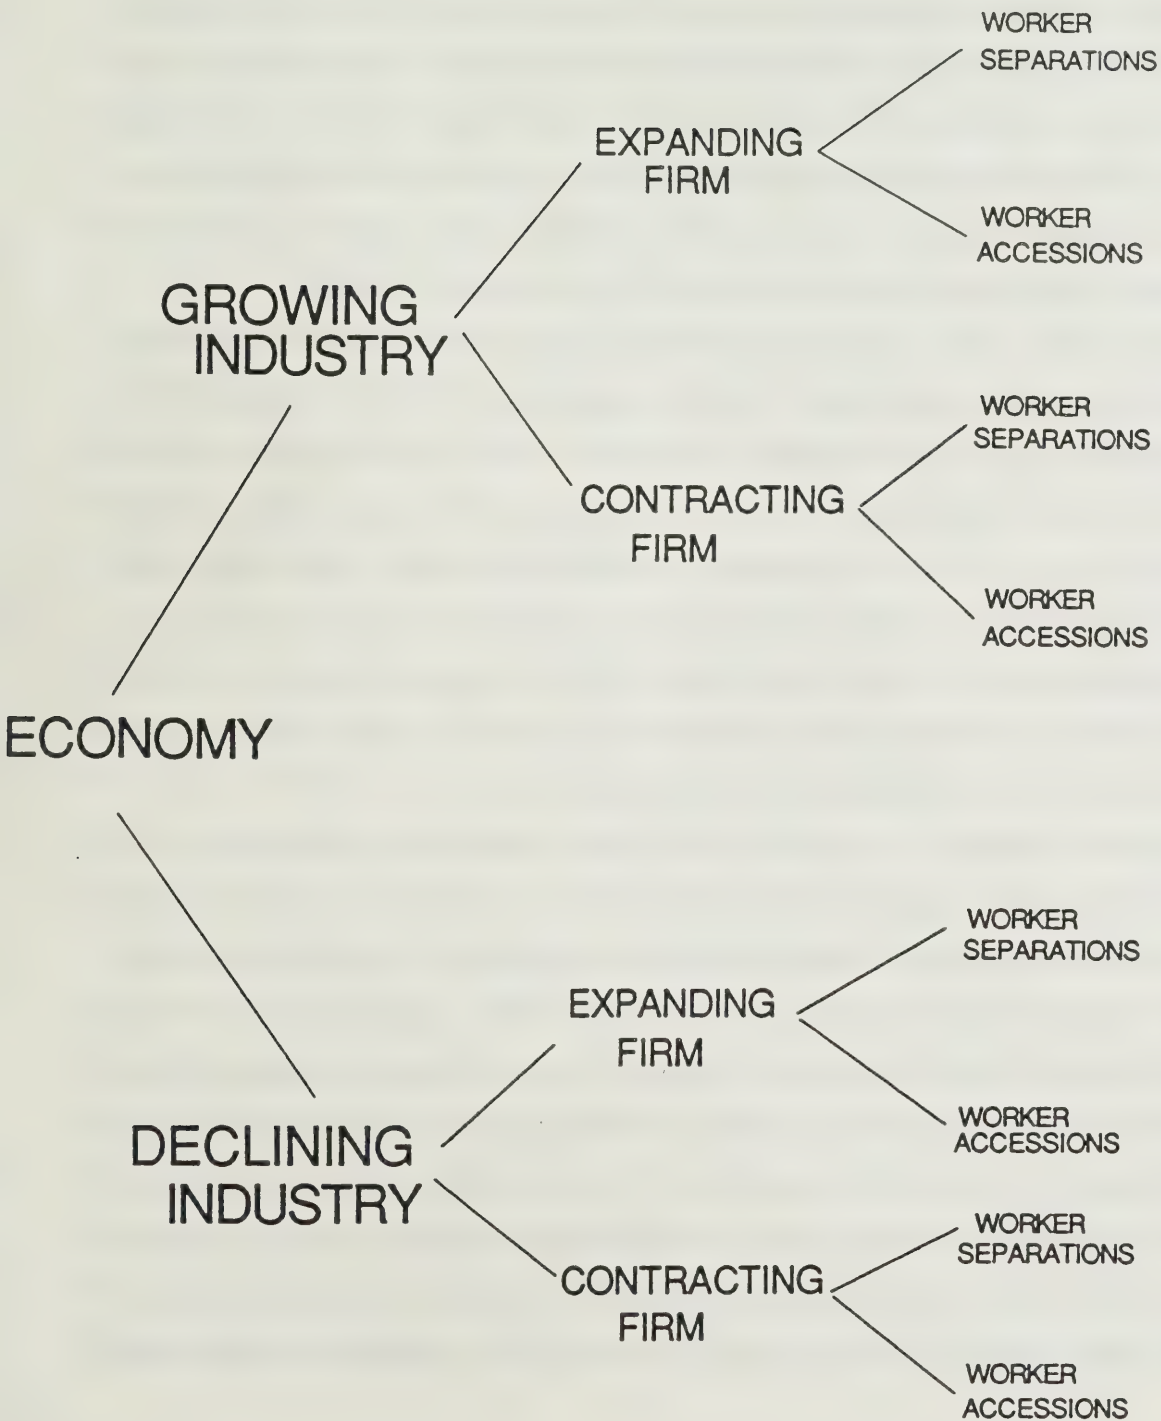 WORKER
SEPARATIONS
EXPANDING
FIRM
WORKER
ACCESSIONS
GROWING
INDUSTRY
WORKER
SEPARATIONS
CONTRACTING
FIRM
WORKER
ACCESSIONS
ECONOMY
WORKER
SEPARATIONS
EXPANDING
FIRM
WORKER
ACCESSIONS
DECLINING
INDUSTRY
WORKER
SEPARATIONS
CONTRACTING
FIRM
WORKER
ACCESSIONS